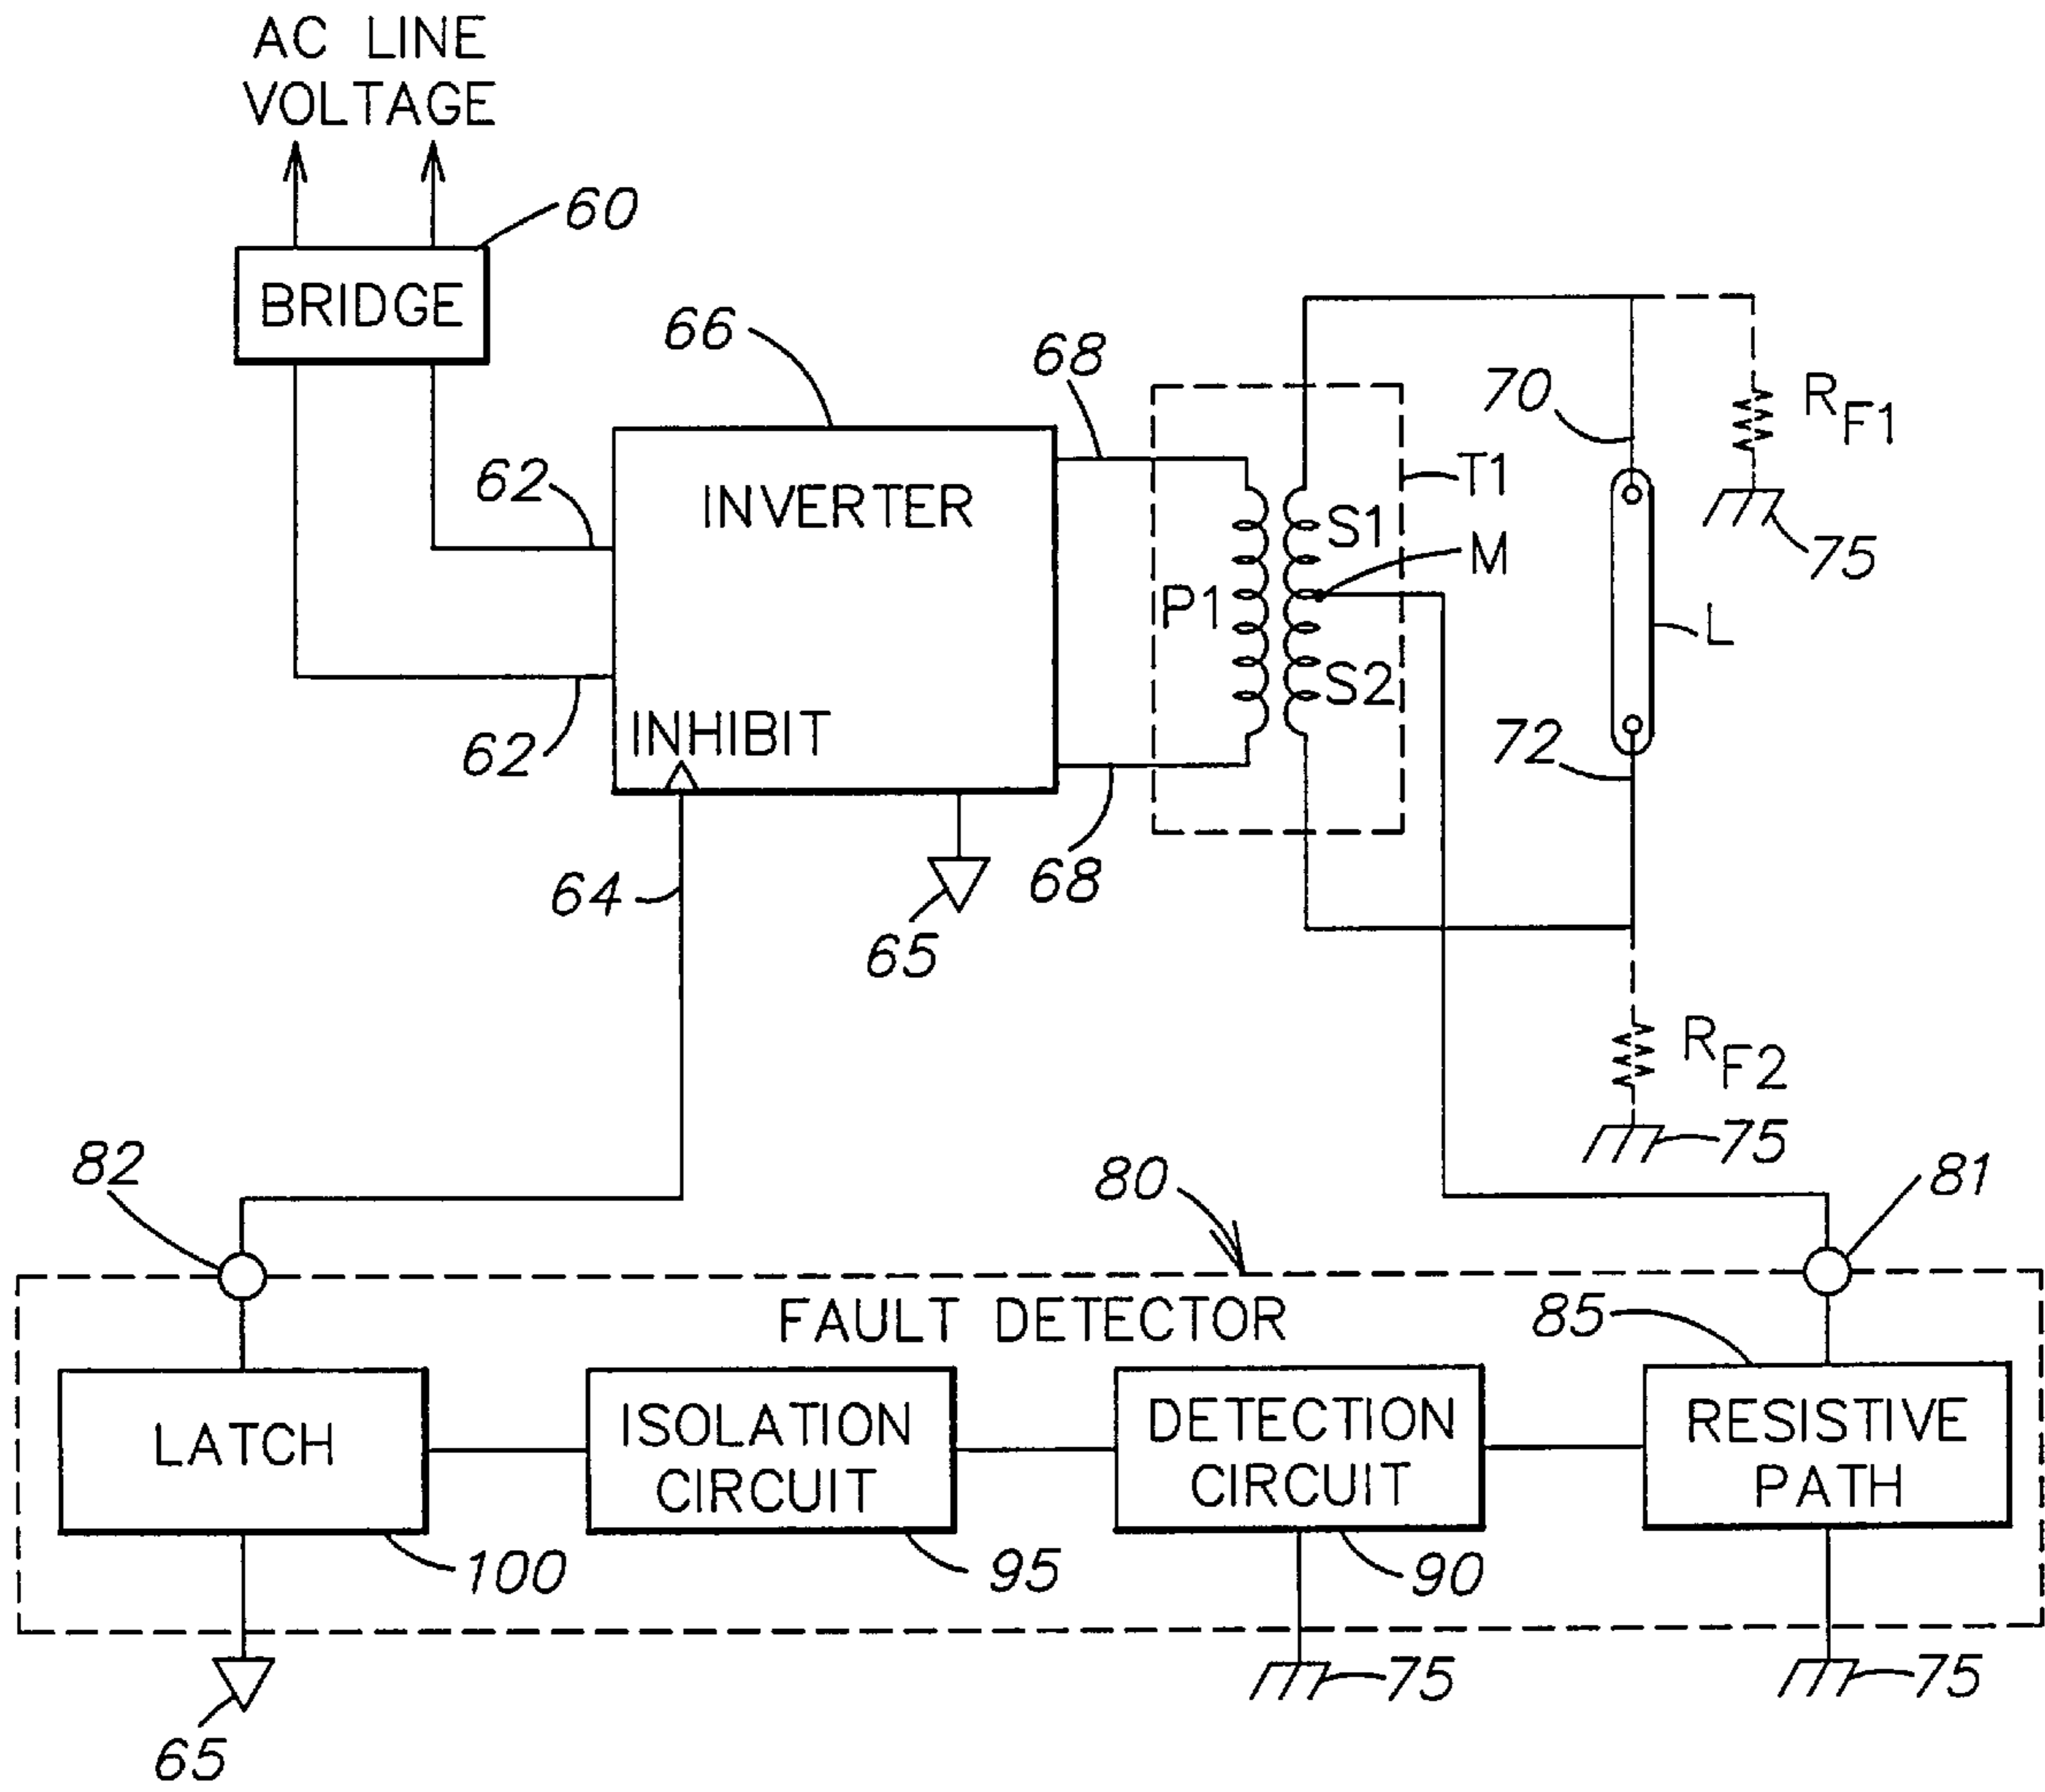 AC LINE
VOLTAGE
60
BRIDGE
66
68
70
R F1
62
INVERTER
T1
S1
M
75
P1
L
S2
62
INHIBIT
72
64
68
65
R F2
82
80
75
81
FAULT DETECTOR
85
LATCH
ISOLATION
CIRCUIT
DETECTION
CIRCUIT
RESISTIVE
PATH
100
95
90
75
75
65